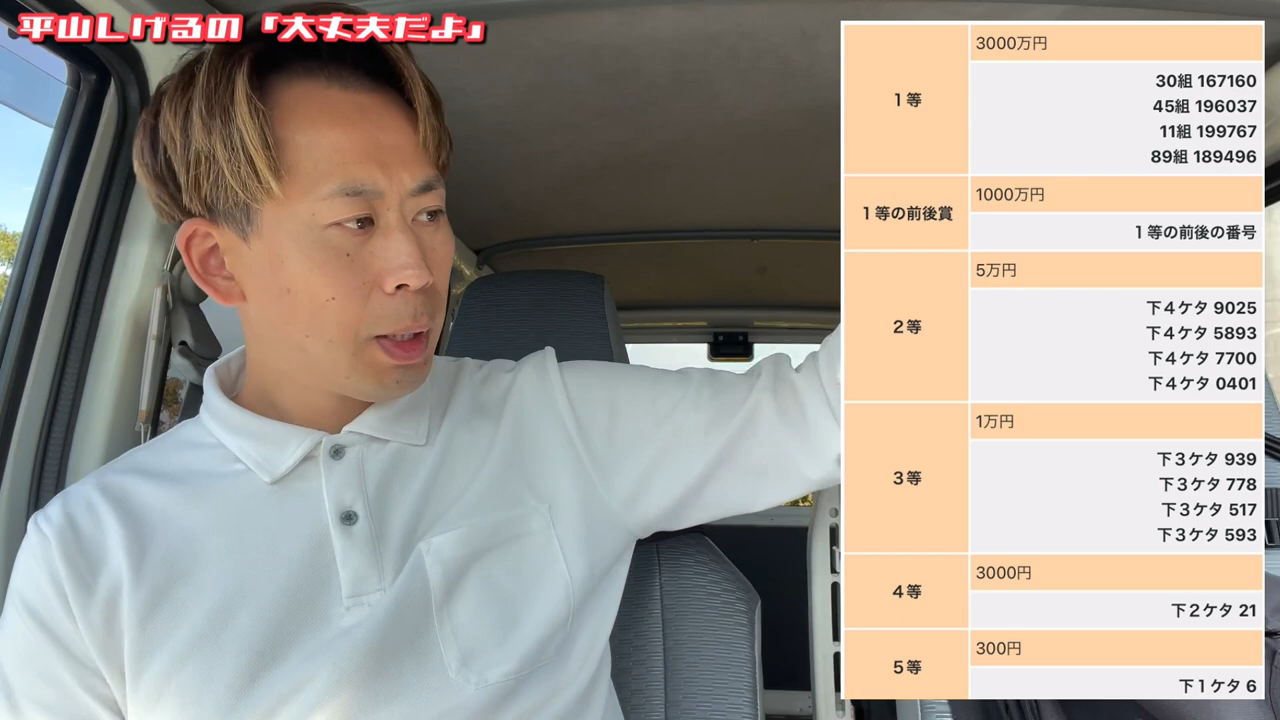 平山しげるの「大丈夫だよ」
1等
3000万円
30組 167160
45組 196037
11組 199767
89組 189496
1等の前後賞
1000万円
1等の前後の番号
2等
5万円
下4ケタ 9025
下4ケタ 5893
下4ケタ 7700
下4ケタ 0401
3等
1万円
下3ケタ 939
下3ケタ 778
下3ケタ 517
下3ケタ 593
4等
3000円
下2ケタ 21
5等
300円
下1ケタ 6